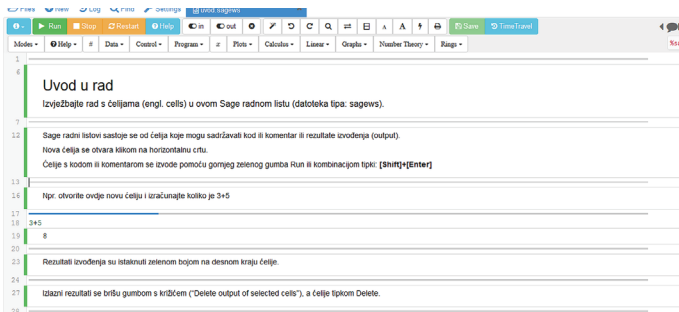 Files New Log Find Settings uvod.sagews
Run Stop Restart Help in out A A Save TimeTravel
Modes Help # Data Control Program Plots Calculus Linear Graphs Number Theory Rings
1
6
Uvod u rad
Izvježbajte rad s ćelijama (engl. cells) u ovom Sage radnom listu (datoteka tipa: sagews).
7
12
Sage radni listovi sastoje se od ćelija koje mogu sadržavati kod ili komentar ili rezultate izvođenja (output).
Nova ćelija se otvara klikom na horizontalnu crtu.
Ćelije s kodom ili komentarom se izvode pomoću gornjeg zelenog gumba Run ili kombinacijom tipki: [Shift]+[Enter]
13
16
Npr. otvorite ovdje novu ćeliju i izračunajte koliko je 3+5
17
18 3+5
19 8
20
23 Rezultati izvođenja su istaknuti zelenom bojom na desnom kraju ćelije.
24
27 Izlazni rezultati se brišu gumbom s križićem ("Delete output of selected cells"), a ćelije tipkom Delete.
28